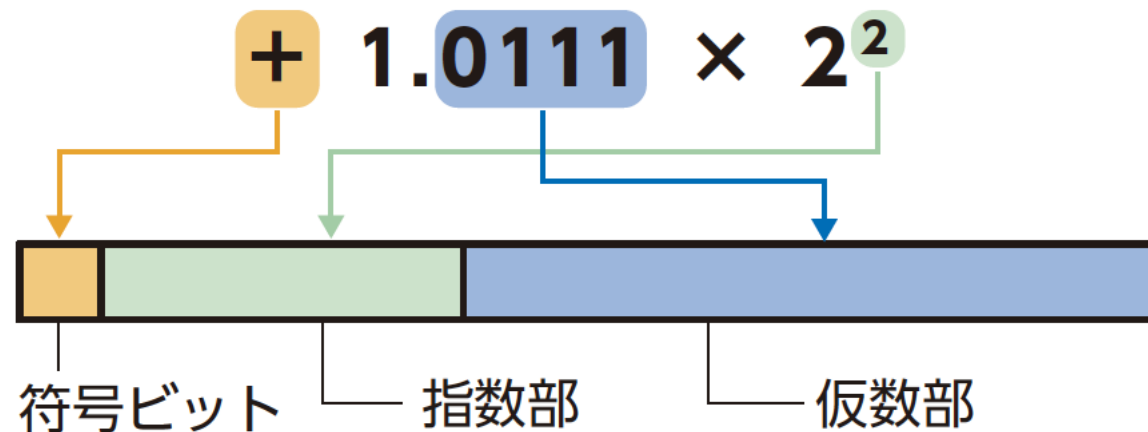 + 1.0111 × 2²
符号ビット 指数部 仮数部